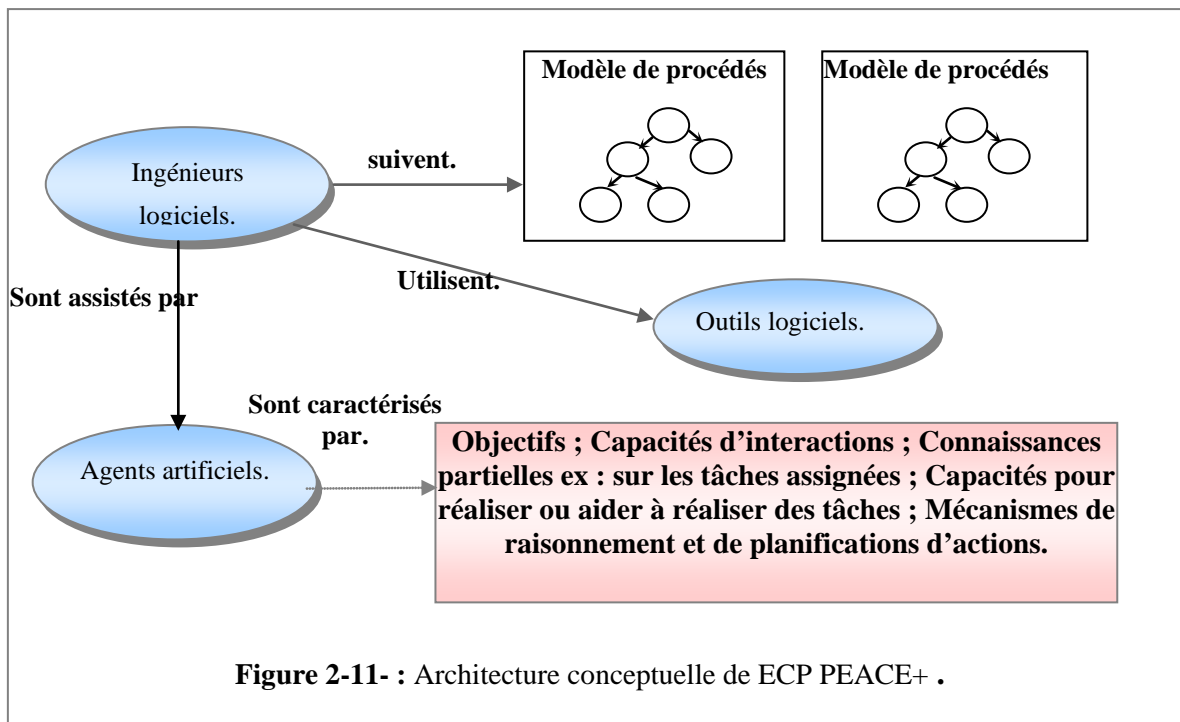 Modèle de procédés
Modèle de procédés
Ingénieurs
logiciels.
suivent.
Utilisent.
Sont assistés par
Outils logiciels.
Sont caractérisés
par.
Agents artificiels.
Objectifs ; Capacités d’interactions ; Connaissances
partielles ex : sur les tâches assignées ; Capacités pour
réaliser ou aider à réaliser des tâches ; Mécanismes de
raisonnement et de planifications d’actions.
Figure 2-11- : Architecture conceptuelle de ECP PEACE+ .